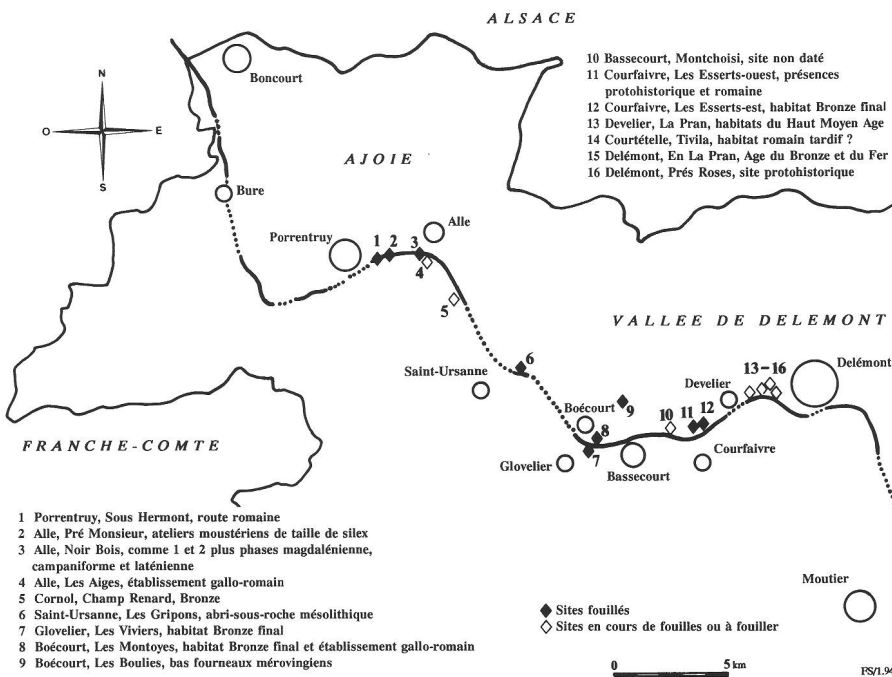 ALSACE
Boncourt
10 Bassecourt, Montchoisi, site non daté
11 Courfaivre, Les Esserts-ouest, présences
protohistorique et romaine
12 Courfaivre, Les Esserts-est, habitat Bronze final
13 Develier, La Pran, habitats du Haut Moyen Age
14 Courtételle, Tivila, habitat romain tardif ?
15 Delémont, En La Pran, Age du Bronze et du Fer
16 Delémont, Prés Roses, site protohistorique
N
O
E
S
AJOIE
Bure
Porrentruy
Alle
1
2
3
4
5
VALLEE DE DELEMONT
Saint-Ursanne
6
13-16
Delémont
Develier
Boécourt
9
10
11
12
8
7
FRANCHE-COMTE
Glovelier
Bassecourt
Courfaivre
1 Porrentruy, Sous Hermont, route romaine
2 Alle, Pré Monsieur, ateliers moustériens de taille de silex
3 Alle, Noir Bois, comme 1 et 2 plus phases magdalénienne,
campaniforme et laténienne
4 Alle, Les Aiges, établissement gallo-romain
5 Cornol, Champ Renard, Bronze
6 Saint-Ursanne, Les Gripons, abri-sous-roche mésolithique
7 Glovelier, Les Viviers, habitat Bronze final
8 Boécourt, Les Montoyes, habitat Bronze final et établissement gallo-romain
9 Boécourt, Les Boulies, bas fourneaux mérovingiens
Moutier
Sites fouillés
Sites en cours de fouilles ou à fouiller
0
5 km
FS/1.94